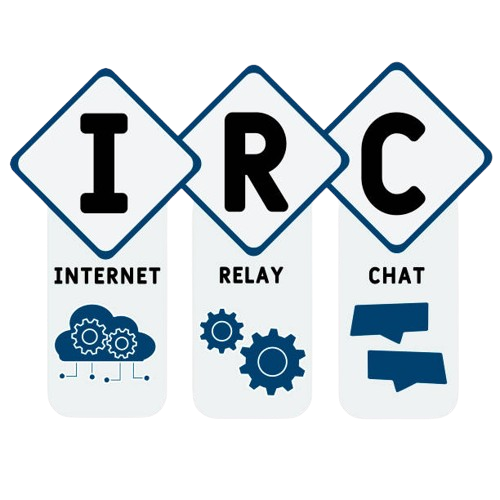 I R C
INTERNET RELAY CHAT